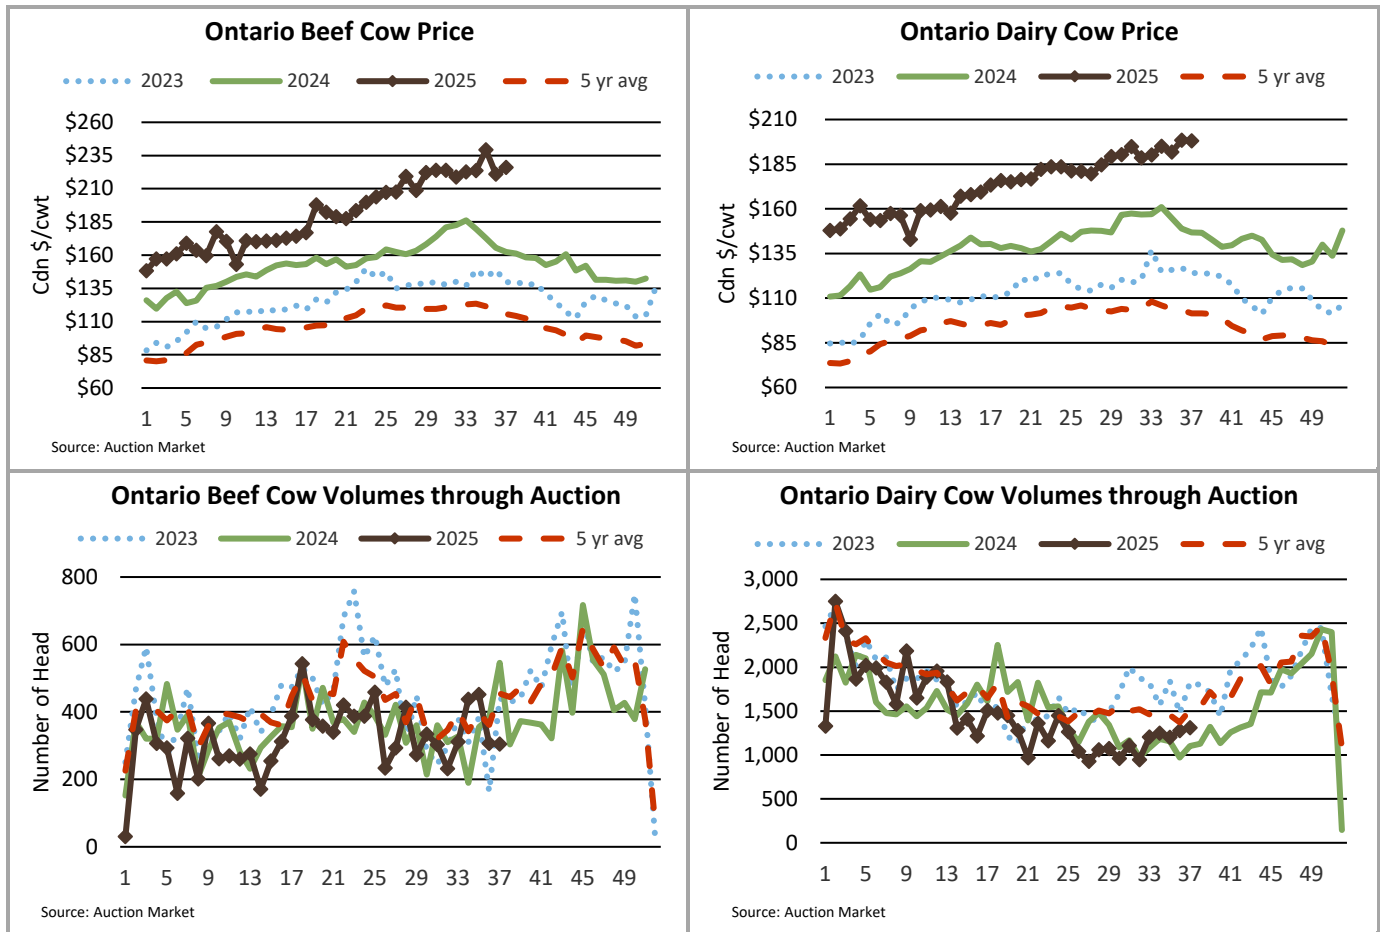 Ontario Beef Cow Price
2023 2024 2025 5 yr avg
Cdn $/cwt
$260
$235
$210
$185
$160
$135
$110
$85
$60
1 5 9 13 17 21 25 29 33 37 41 45 49
Source: Auction Market
Ontario Dairy Cow Price
2023 2024 2025 5 yr avg
Cdn $/cwt
$210
$185
$160
$135
$110
$85
$60
1 5 9 13 17 21 25 29 33 37 41 45 49
Source: Auction Market
Ontario Beef Cow Volumes through Auction
2023 2024 2025 5 yr avg
Number of Head
800
600
400
200
0
1 5 9 13 17 21 25 29 33 37 41 45 49
Source: Auction Market
Ontario Dairy Cow Volumes through Auction
2023 2024 2025 5 yr avg
Number of Head
3,000
2,500
2,000
1,500
1,000
500
0
1 5 9 13 17 21 25 29 33 37 41 45 49
Source: Auction Market